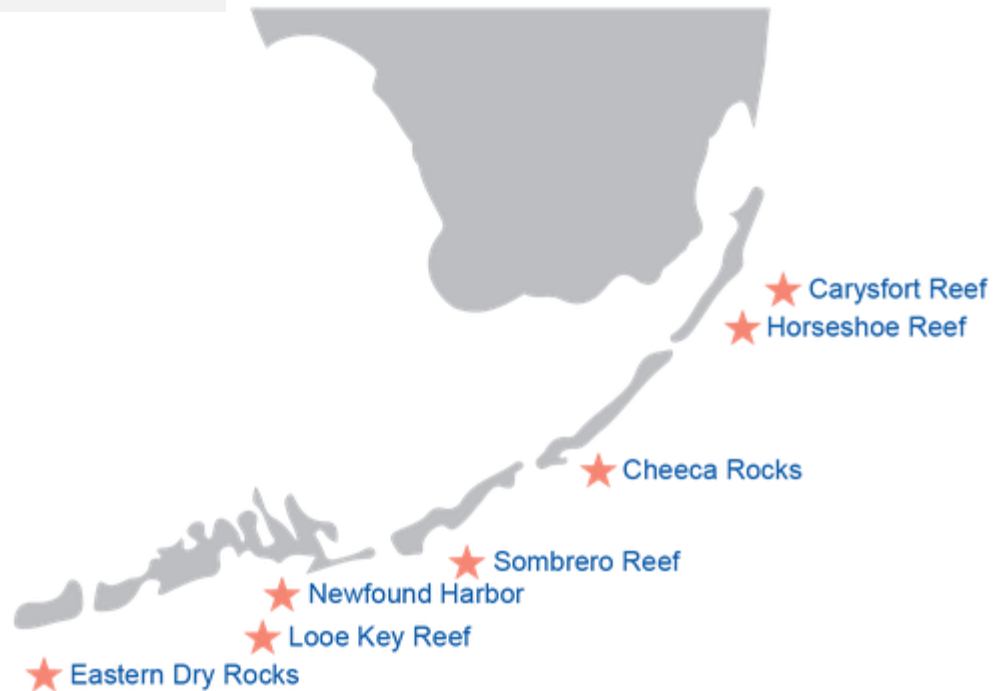 Carysfort Reef
Horseshoe Reef
Cheeca Rocks
Sombrero Reef
Newfound Harbor
Looe Key Reef
Eastern Dry Rocks